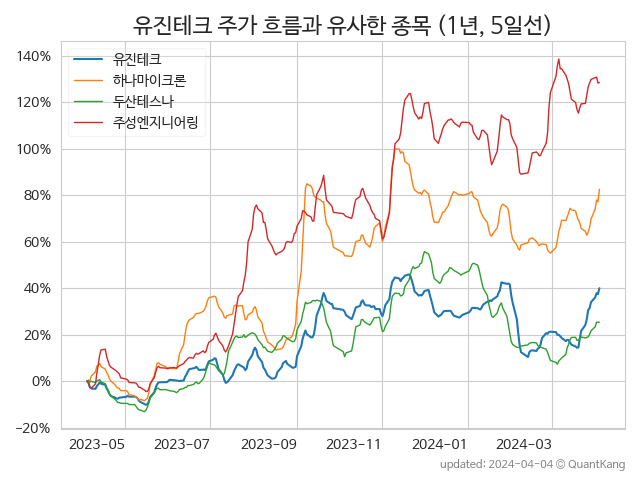 유진테크 주가 흐름과 유사한 종목 (1년, 5일선)
140%
120%
100%
80%
60%
40%
20%
0%
−20%
유진테크
하나마이크론
두산테스나
주성엔지니어링
2023−05
2023−07
2023−09
2023−11
2024−01
2024−03
updated: 2024−04−04 © QuantKang